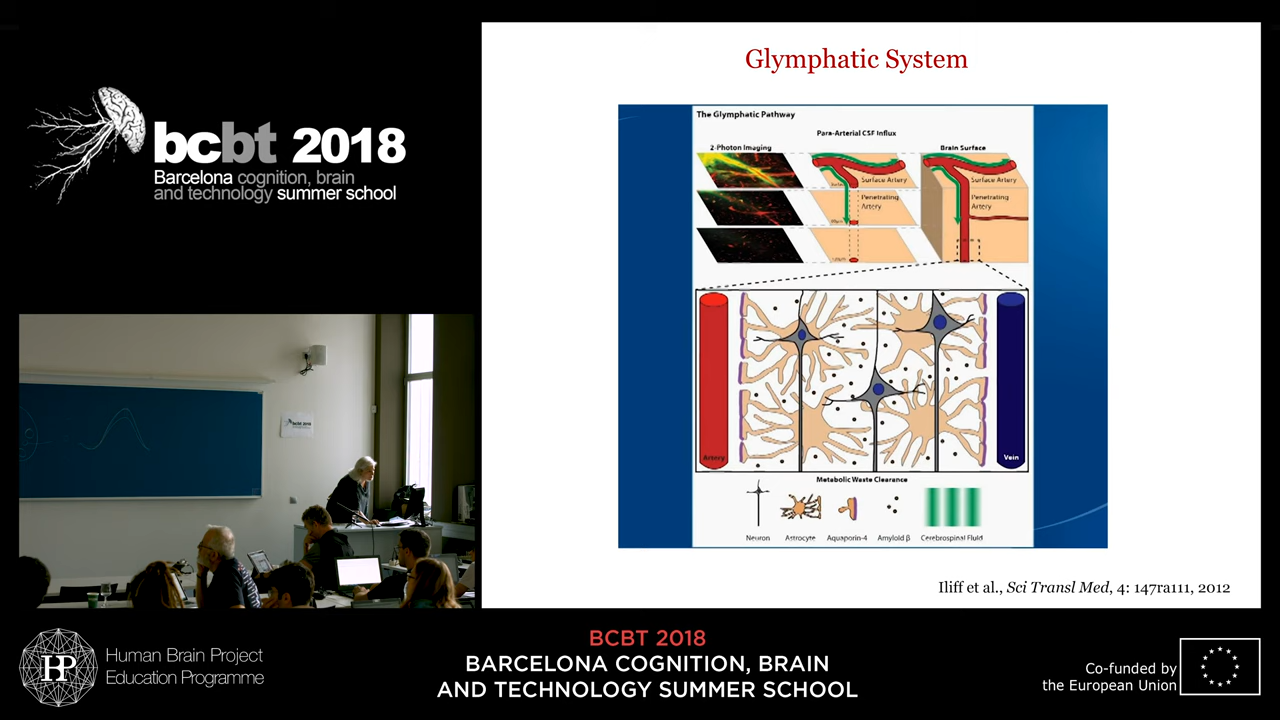 bcbt 2018
Barcelona cognition, brain
and technology summer school
Glymphatic System
The Glymphatic Pathway
Para-Arterial CSF Influx
2-Photon Imaging
Brain Surface
Surface Artery
Surface Artery
Penetrating
Artery
Penetrating
Artery
Artery
Vein
Metabolic Waste Clearance
Neuron
Astrocyte
Aquaporin-4
Amyloid β
Cerebrospinal Fluid
Iliff et al., Sci Transl Med, 4: 147ra111, 2012
bcbt 2018
HP
Human Brain Project
Education Programme
BCBT 2018
BARCELONA COGNITION, BRAIN
AND TECHNOLOGY SUMMER SCHOOL
Co-funded by
the European Union